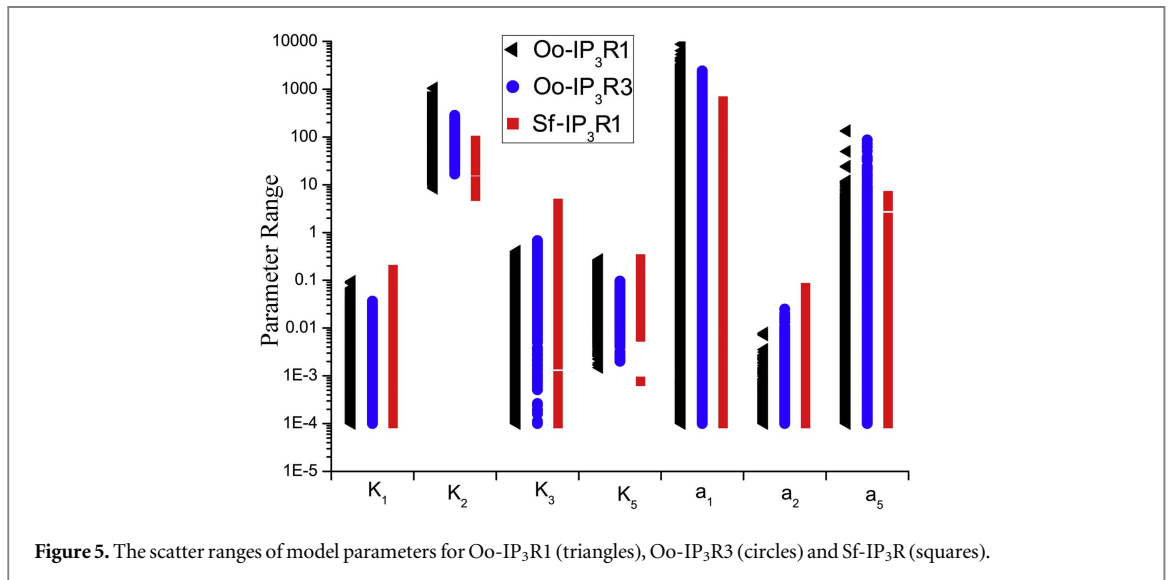 10000
1000
100
10
1
0.1
0.01
1E-3
1E-4
1E-5
Parameter Range
Oo-IP₃R1
Oo-IP₃R3
Sf-IP₃R1
K₁ K₂ K₃ K₅ a₁ a₂ a₅
Figure 5. The scatter ranges of model parameters for Oo-IP₃R1 (triangles), Oo-IP₃R3 (circles) and Sf-IP₃R (squares).